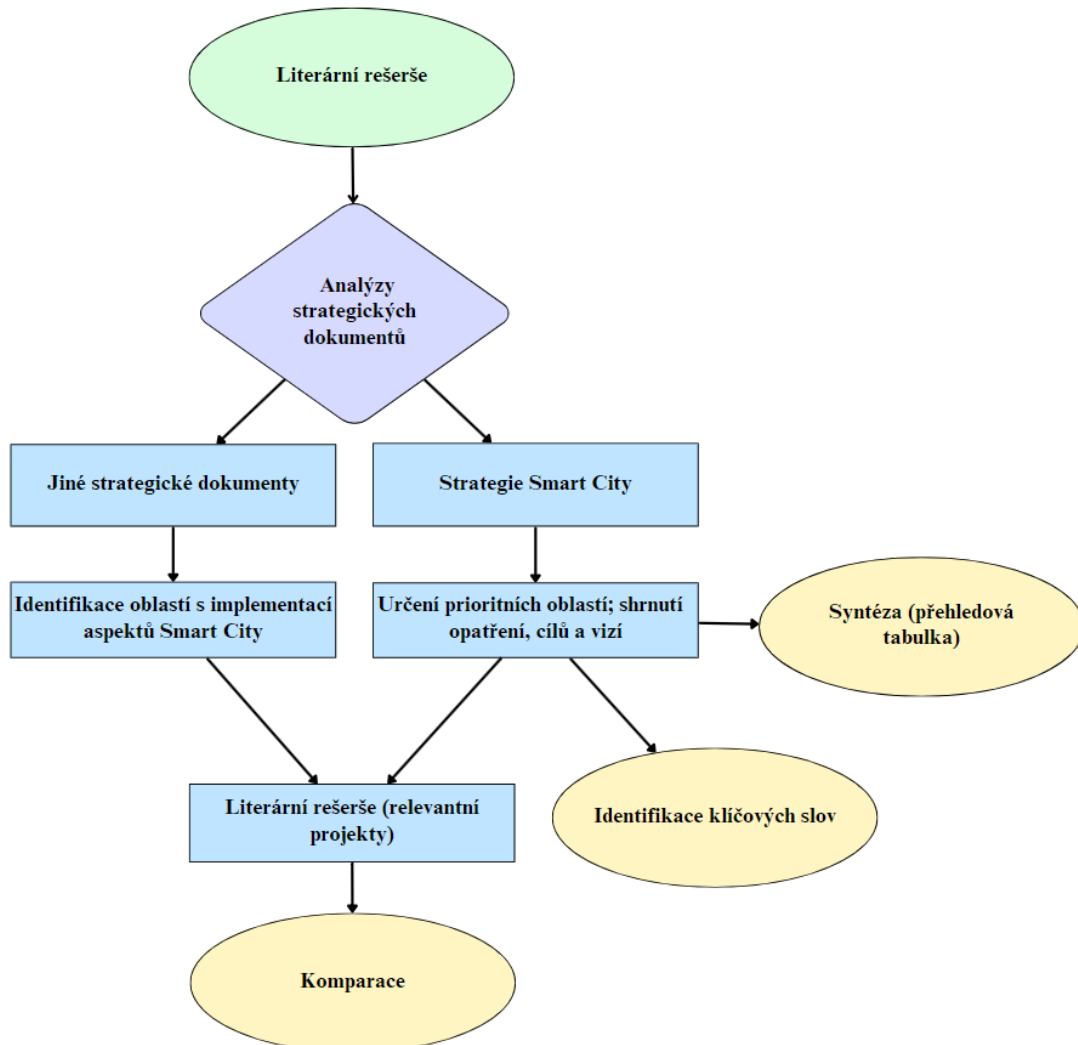 Literární rešerše
Analýzy
strategických
dokumentů
Jiné strategické dokumenty
Strategie Smart City
Identifikace oblastí s implementací
aspektů Smart City
Určení prioritních oblastí; shrnutí
opatření, cílů a vizí
Syntéza (přehledová
tabulka)
Literární rešerše (relevantní
projekty)
Identifikace klíčových slov
Komparace